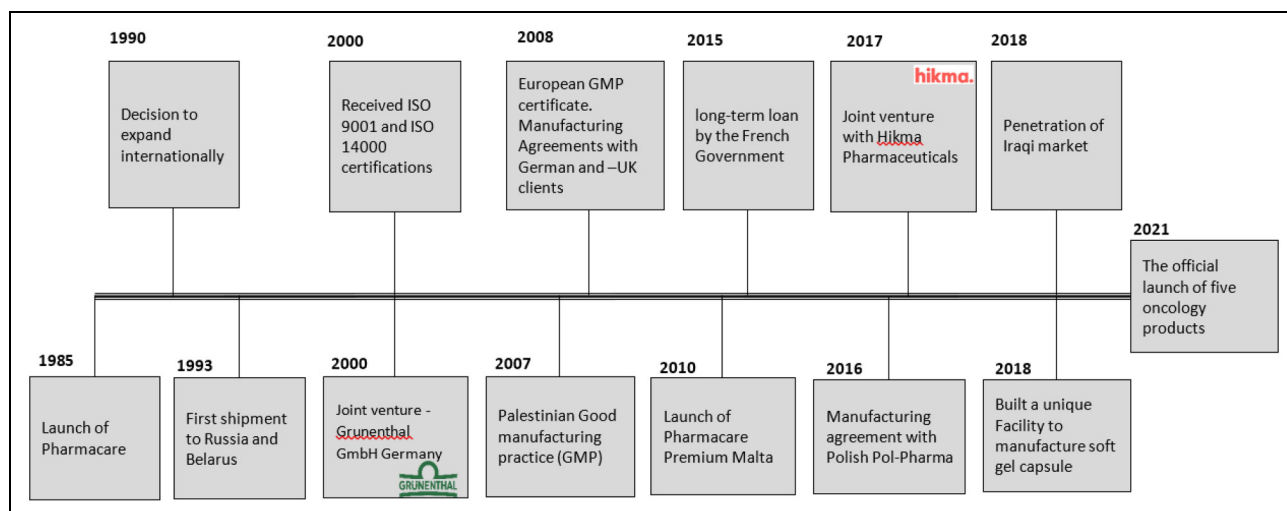 1990
Decision to
expand
internationally
2000
Received ISO
9001 and ISO
14000
certifications
2008
European GMP
certificate.
Manufacturing
Agreements with
German and –UK
clients
2015
long-term loan
by the French
Government
2017
hikma.
Joint venture
with Hikma
Pharmaceuticals
2018
Penetration of
Iraqi market
2021
The official
launch of five
oncology
products
1985
Launch of
Pharmacare
1993
First shipment
to Russia and
Belarus
2000
Joint venture -
Grunenthal
GmbH Germany
GRÜNENTHAL
2007
Palestinian Good
manufacturing
practice (GMP)
2010
Launch of
Pharmacare
Premium Malta
2016
Manufacturing
agreement with
Polish Pol-Pharma
2018
Built a unique
Facility to
manufacture soft
gel capsule